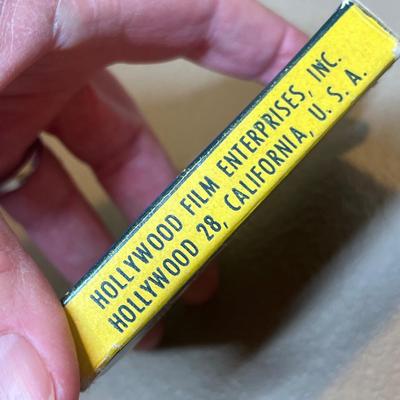 HOLLYWOOD FILM ENTERPRISES, INC.
HOLLYWOOD 28, CALIFORNIA, U. S. A.